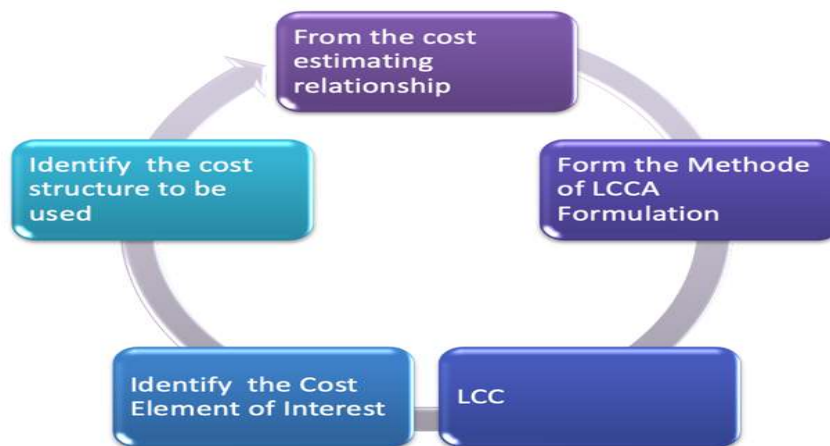 From the cost
estimating
relationship
Form the Methode
of LCCA
Formulation
LCC
Identify  the Cost
Element of Interest
Identify  the cost
structure to be
used